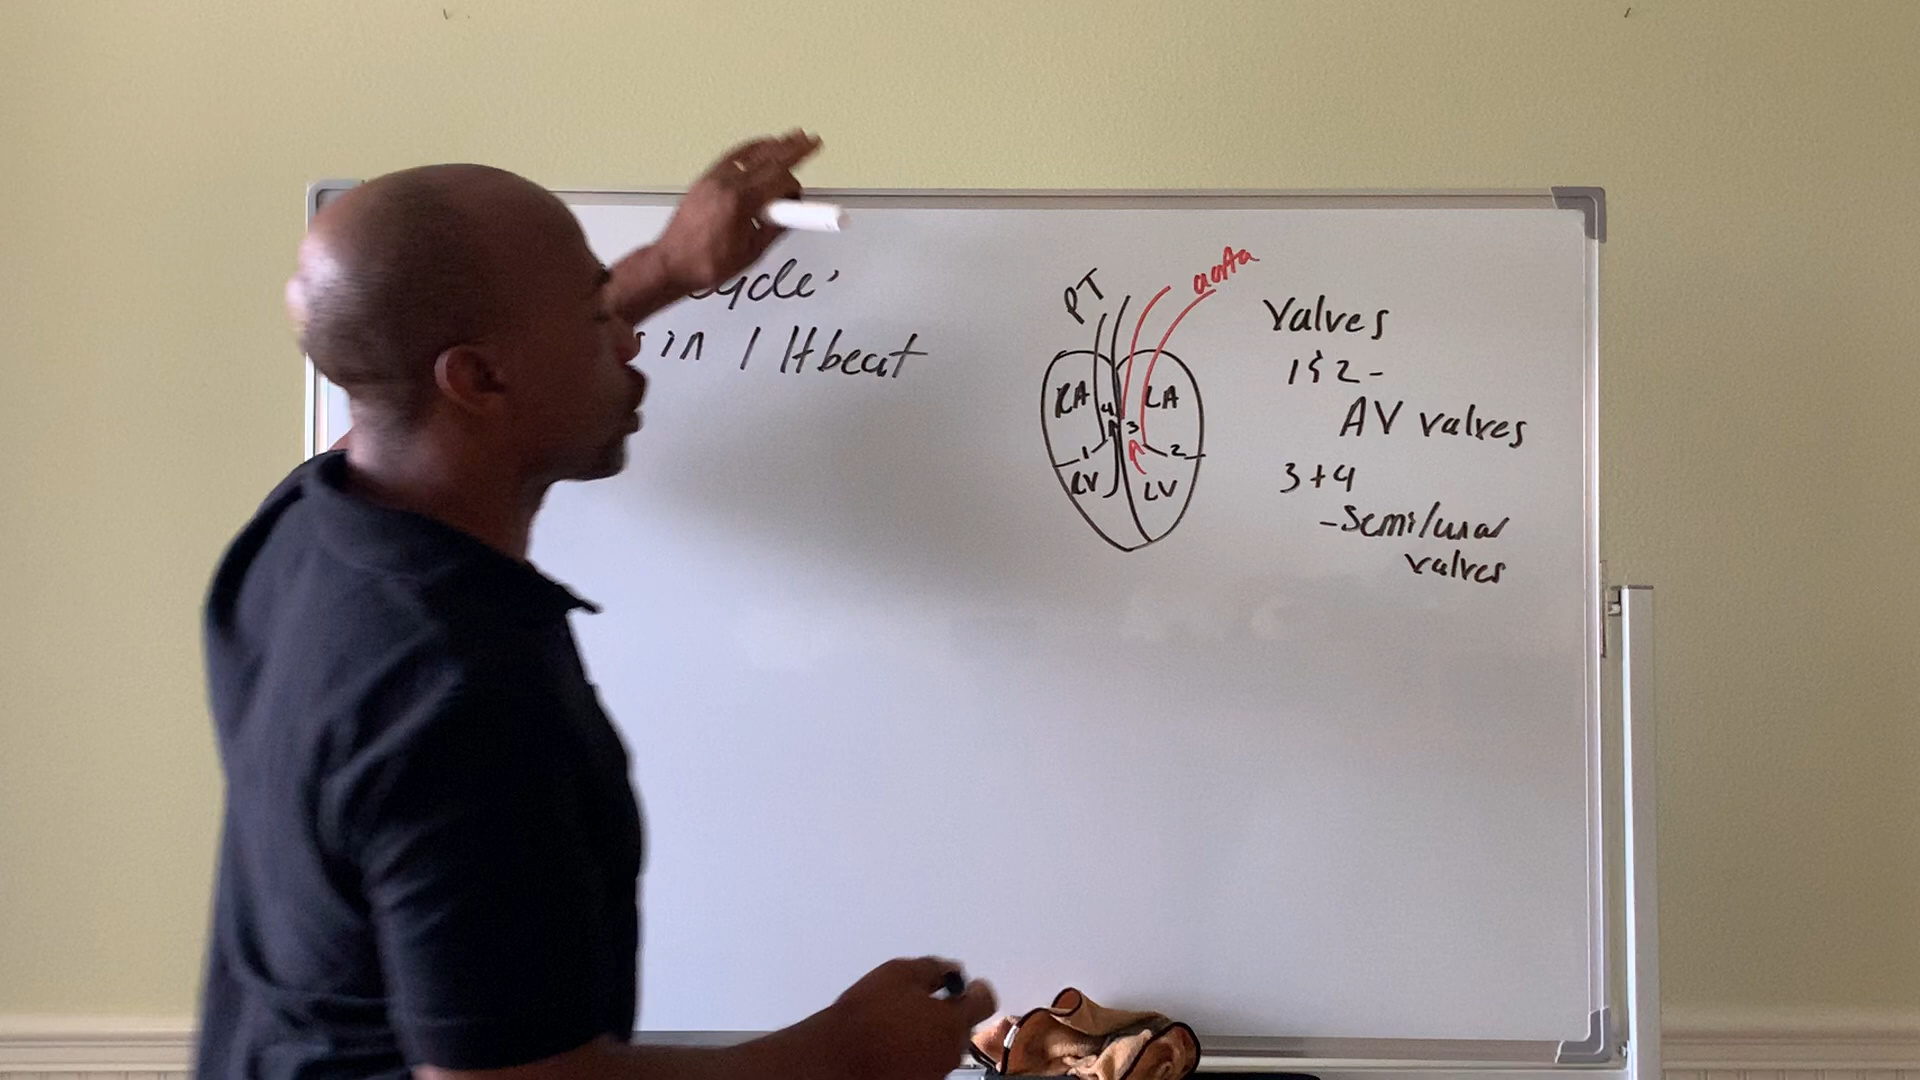 cycle:
in 1 Htbeat
PT
aorta
RA
LA
4
3
1
2
RV
LV
Valves
1 & 2 -
AV valves
3 + 4
- Semilunar
valves